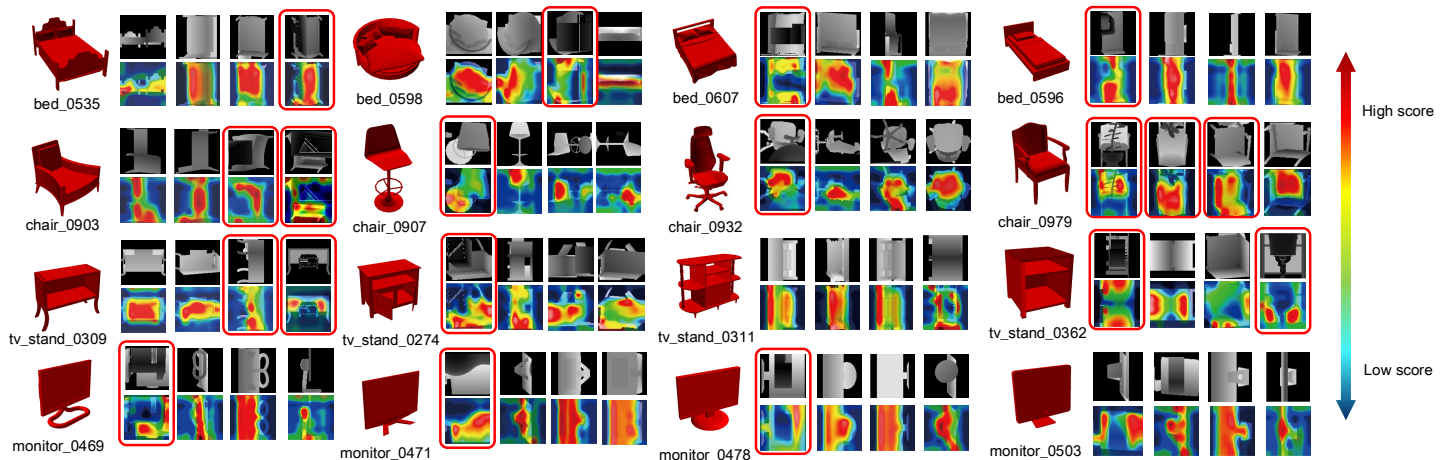 bed_0535
bed_0598
bed_0607
bed_0596
High score
chair_0903
chair_0907
chair_0932
chair_0979
tv_stand_0309
tv_stand_0274
tv_stand_0311
tv_stand_0362
Low score
monitor_0469
monitor_0471
monitor_0478
monitor_0503